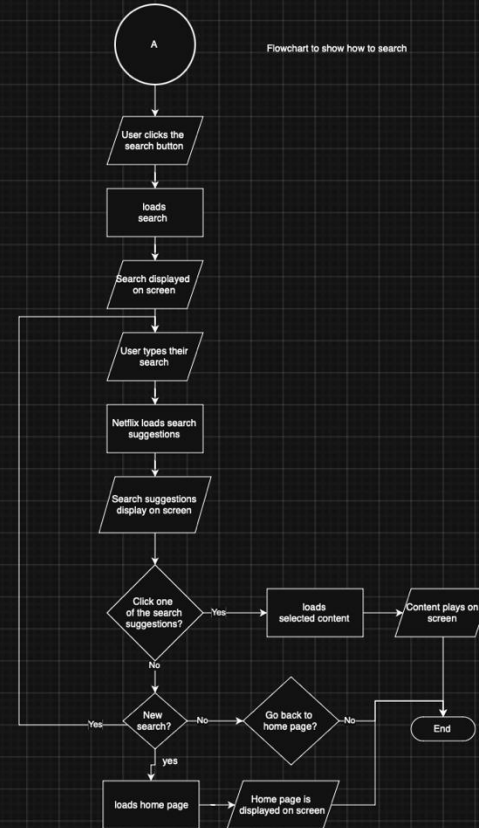 A
Flowchart to show how to search
User clicks the
search button
loads
search
Search displayed
on screen
User types their
search
Netflix loads search
suggestions
Search suggestions
display on screen
Click one
of the search
suggestions?
Yes
loads
selected content
Content plays on
screen
No
New
search?
Yes
No
Go back to
home page?
No
End
yes
loads home page
Home page is
displayed on screen